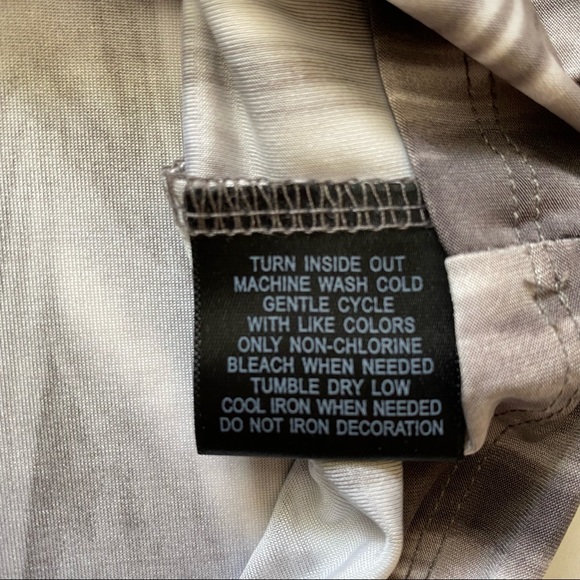 TURN INSIDE OUT
MACHINE WASH COLD
GENTLE CYCLE
WITH LIKE COLORS
ONLY NON-CHLORINE
BLEACH WHEN NEEDED
TUMBLE DRY LOW
COOL IRON WHEN NEEDED
DO NOT IRON DECORATION